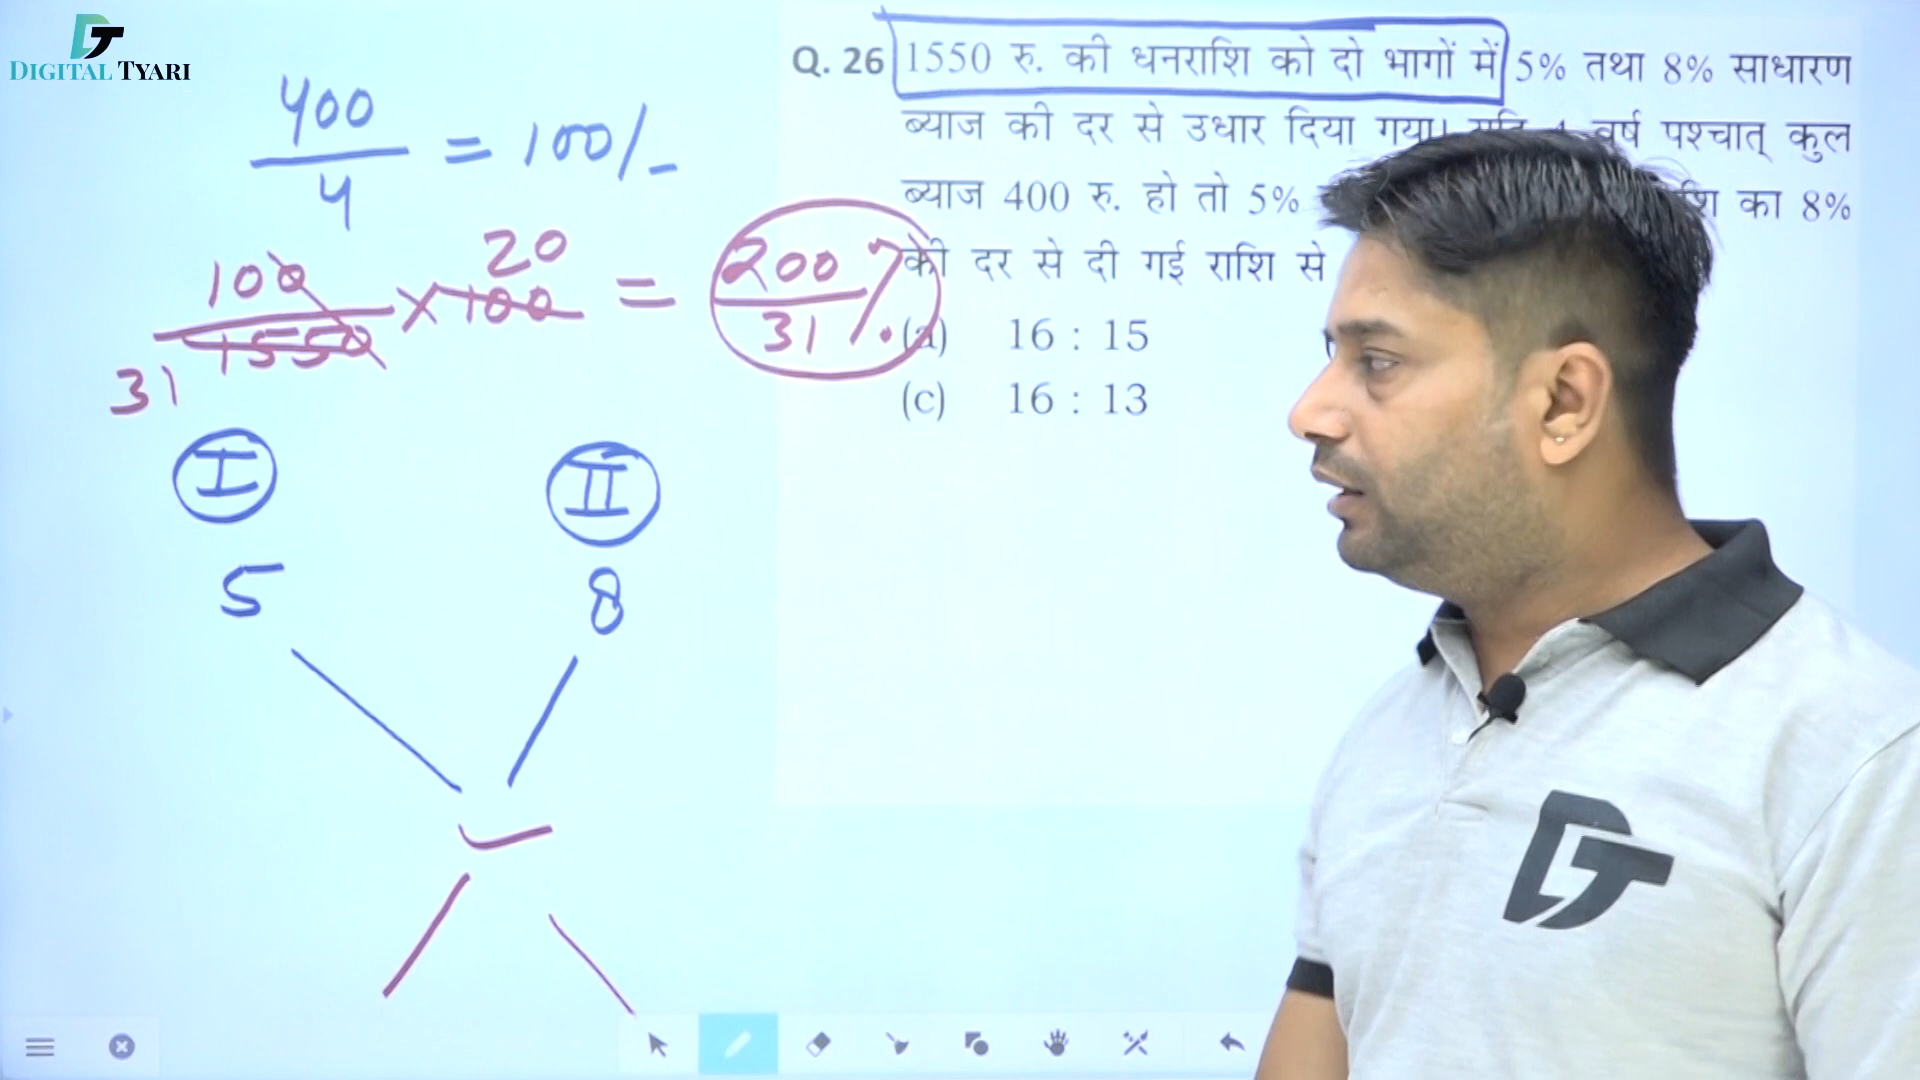 DIGITAL TYARI
Q. 26 1550 रु. की धनराशि को दो भागों में 5% तथा 8% साधारण
ब्याज की दर से उधार दिया गया। वर्ष पश्चात् कुल
ब्याज 400 रु. हो तो 5% का 8%
की दर से दी गई राशि से
(a) 16 : 15
(c) 16 : 13
400
4
= 100/-
100
1550
31
× 100
20
= 200
31
%
I
II
5
8
DT